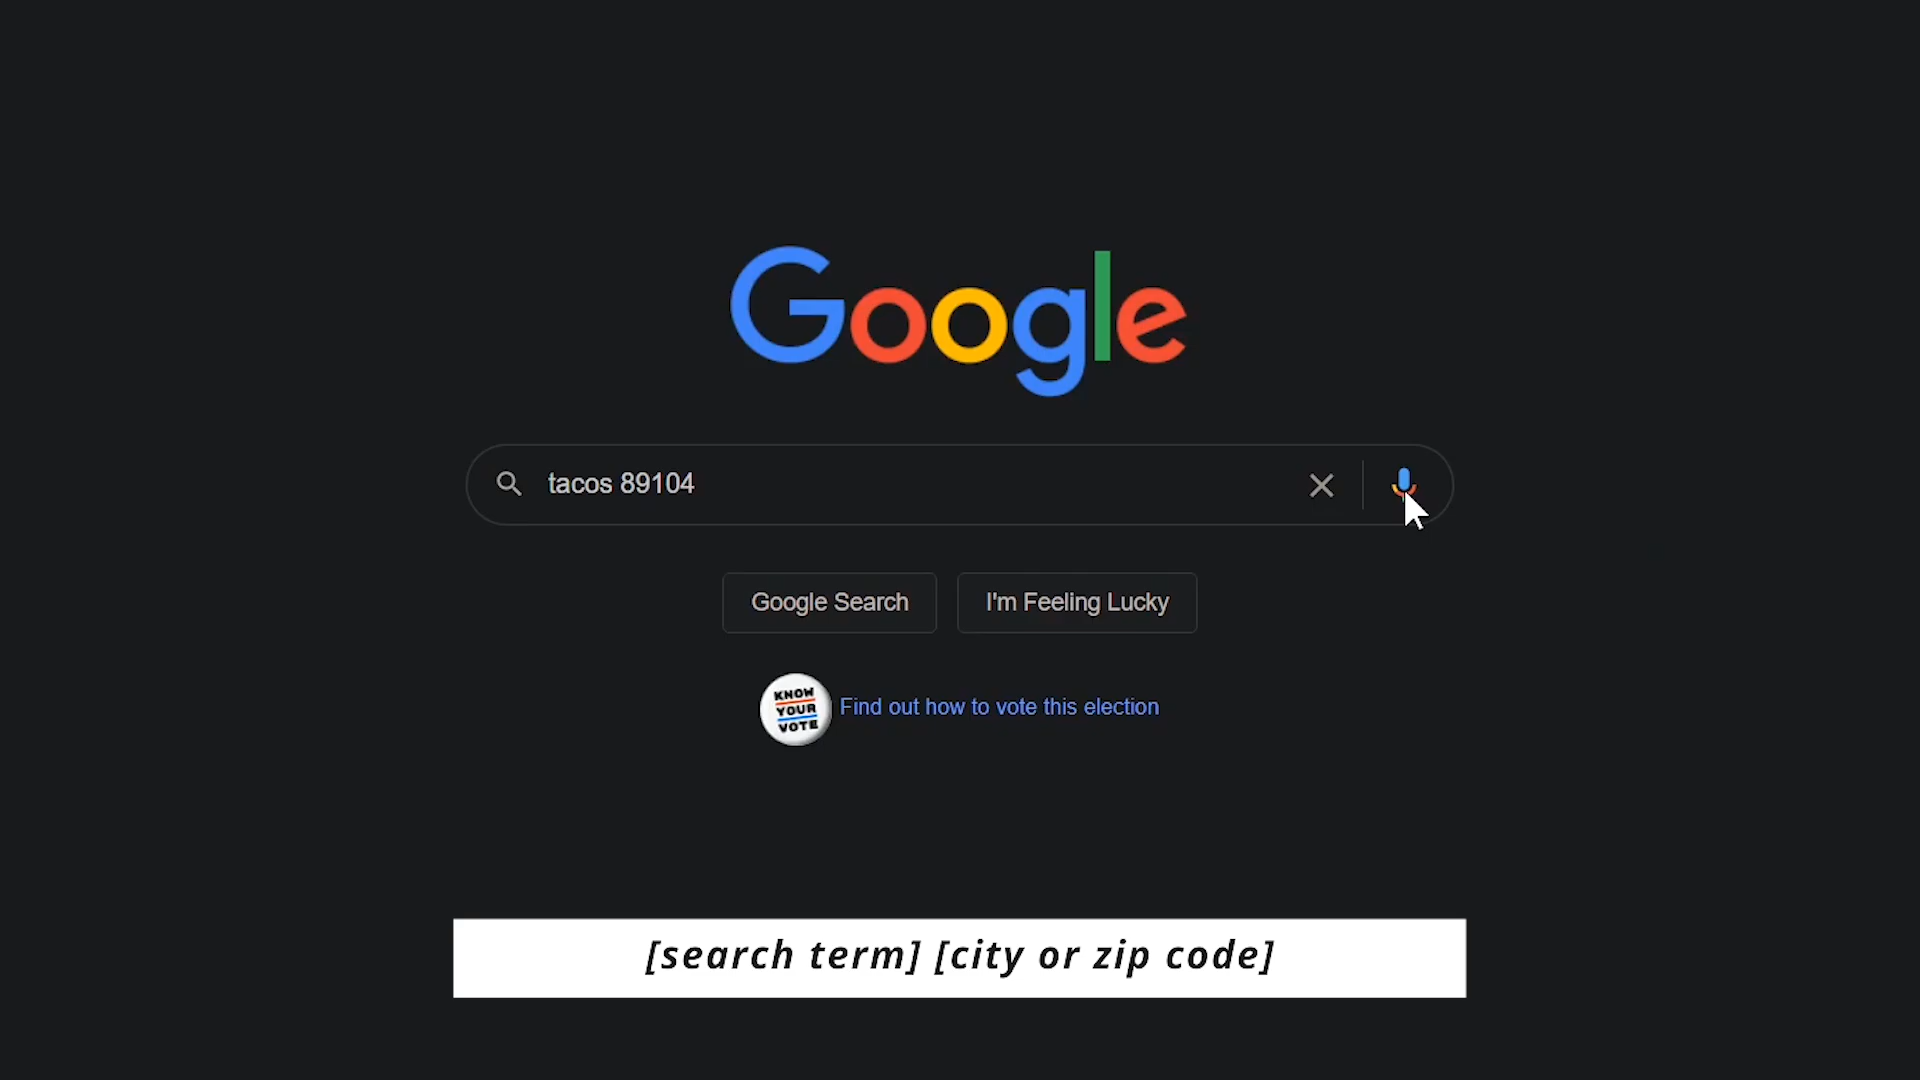 Google
tacos 89104
Google Search
I'm Feeling Lucky
KNOW
YOUR
VOTE
Find out how to vote this election
[search term] [city or zip code]